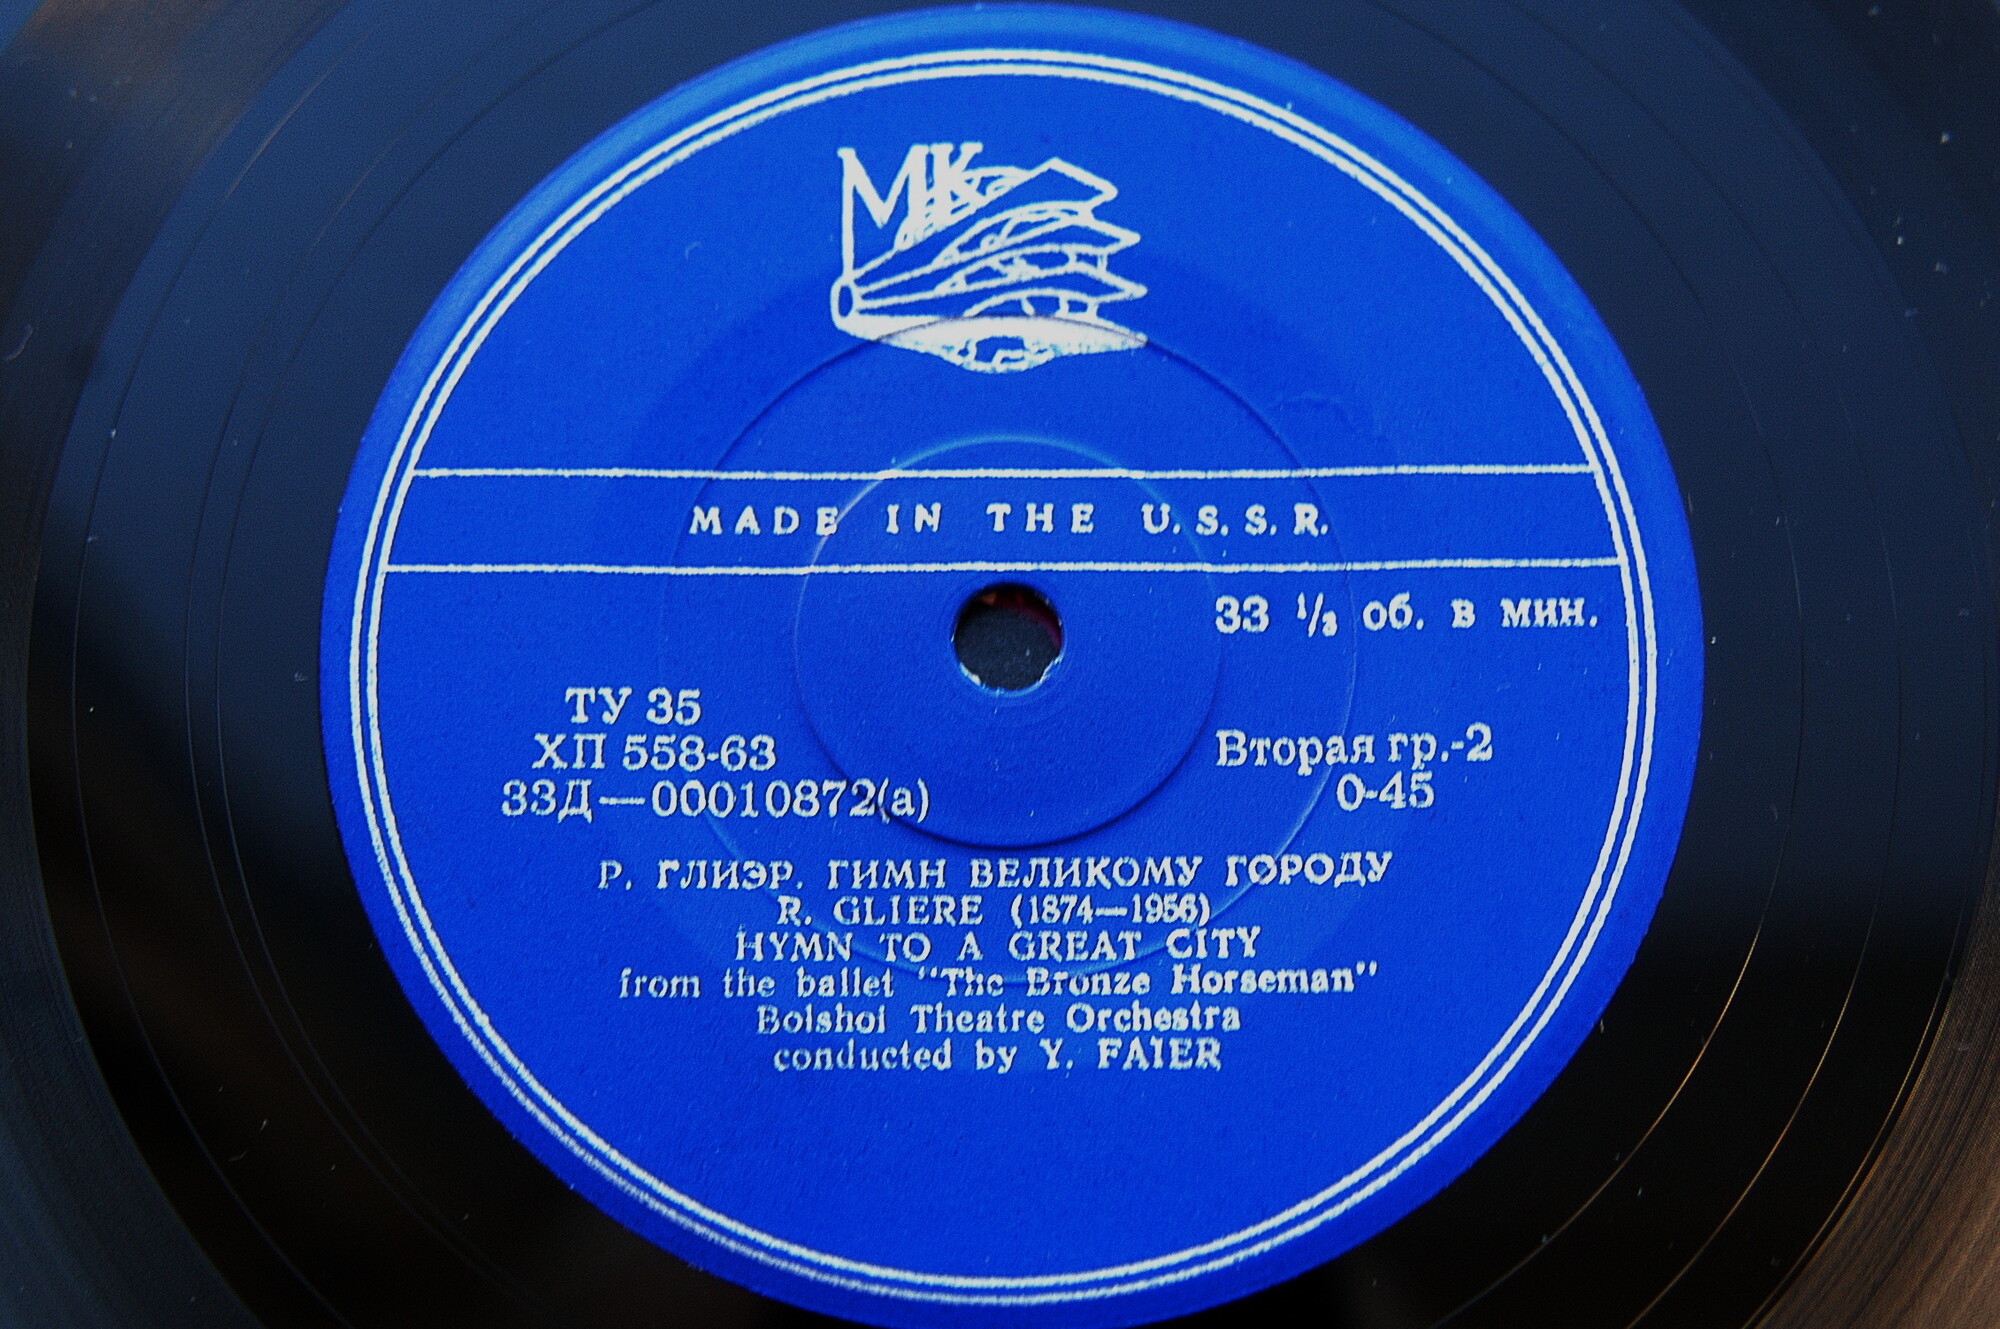 МК
MADE IN THE U.S.S.R.
33 ⅓ об. в мин.
ТУ 35
ХП 558-63
33Д—00010872(а)
Вторая гр.-2
0-45
Р. ГЛИЭР. ГИМН ВЕЛИКОМУ ГОРОДУ
R. GLIERE (1874—1956)
HYMN TO A GREAT CITY
from the ballet "The Bronze Horseman"
Bolshoi Theatre Orchestra
conducted by Y. FAIER